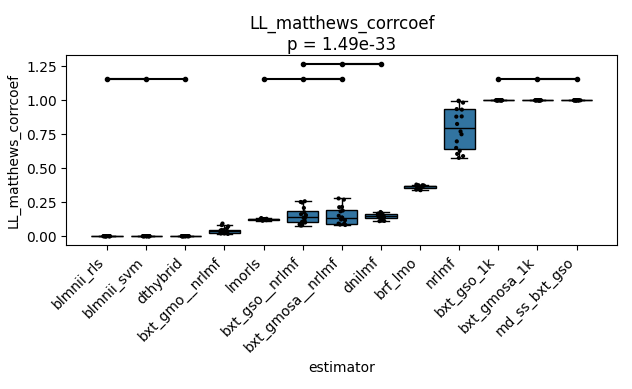 LL_matthews_corrcoef
p = 1.49e-33
LL_matthews_corrcoef
1.25
1.00
0.75
0.50
0.25
0.00
blmnii_rls
blmnii_svm
dthybrid
bxt_gmo__nrlmf
lmorls
bxt_gso__nrlmf
bxt_gmosa__nrlmf
dnilmf
brf_lmo
nrlmf
bxt_gso_1k
bxt_gmosa_1k
md_ss_bxt_gso
estimator